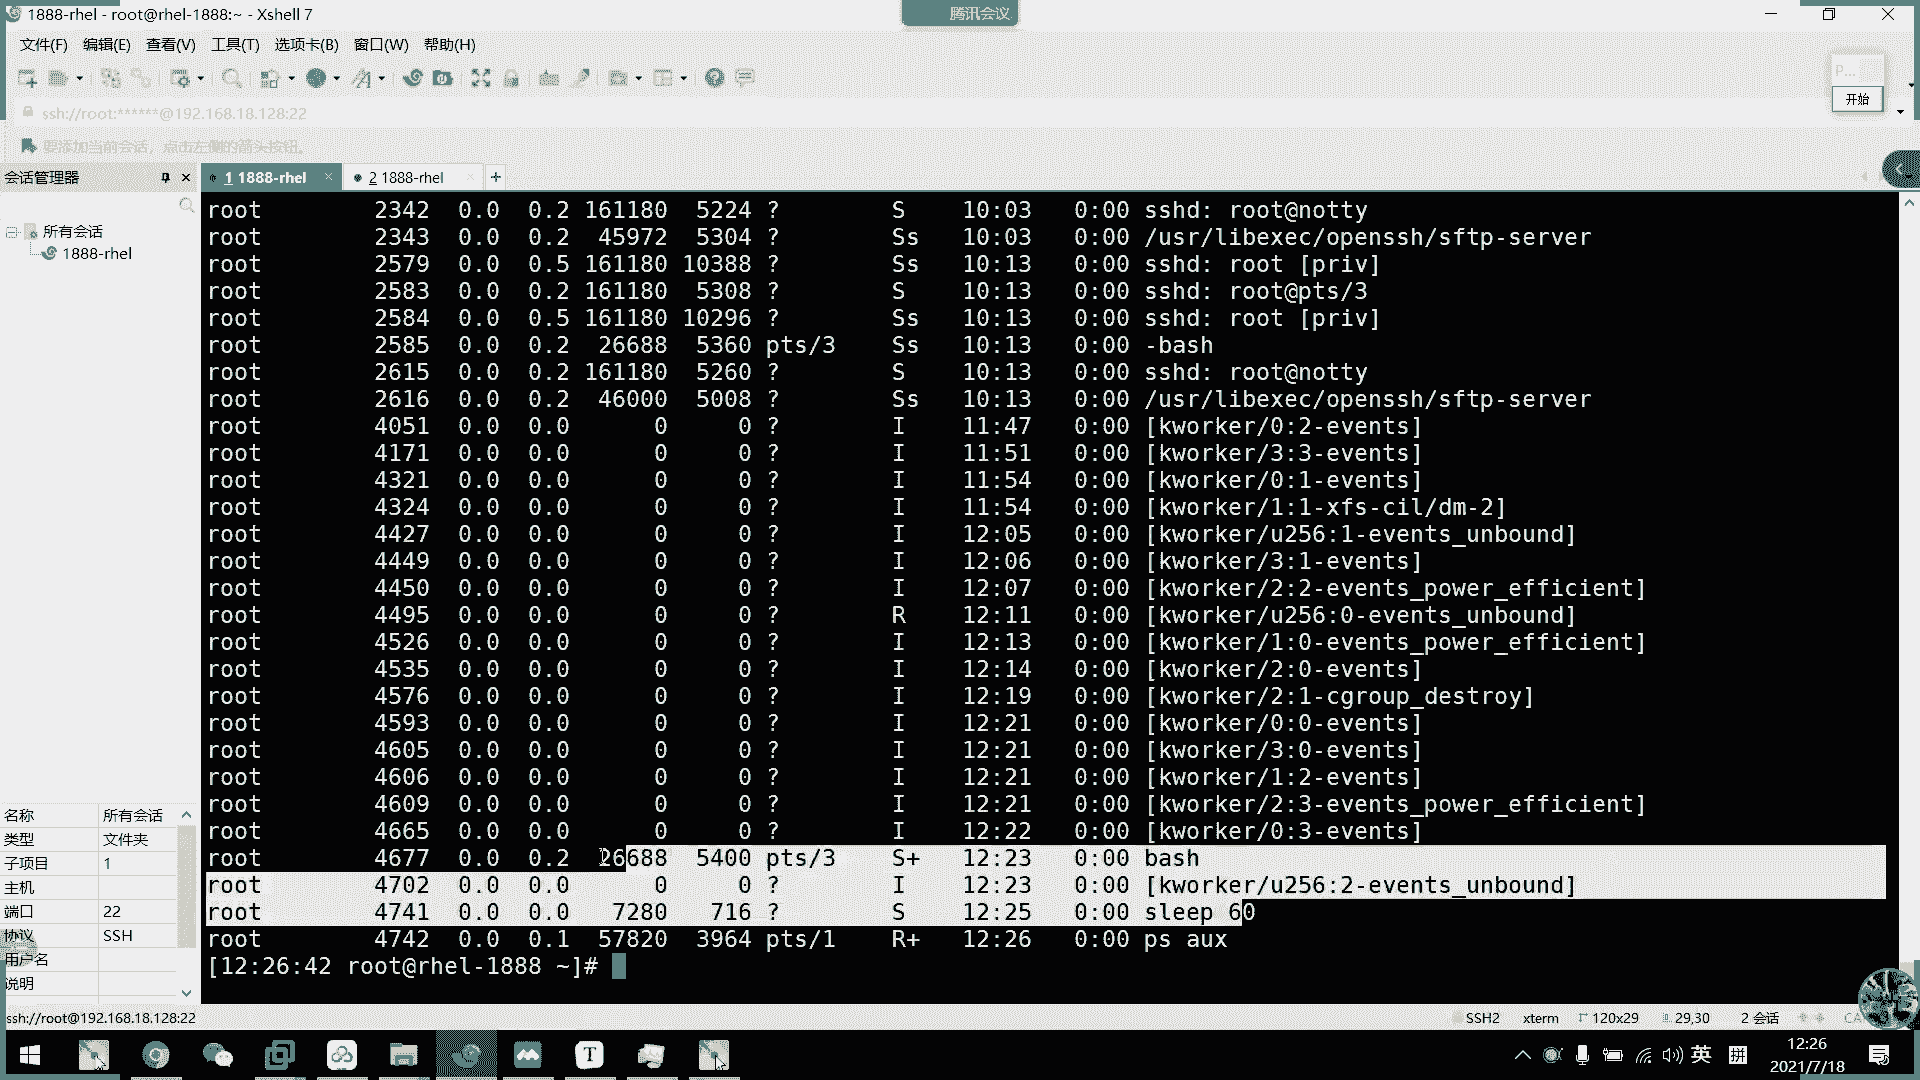 1888-rhel - root@rhel-1888:~ - Xshell 7
腾讯会议
文件(F) 编辑(E) 查看(V) 工具(T) 选项卡(B) 窗口(W) 帮助(H)
P...
开始
ssh://root:******@192.168.18.128:22
要添加当前会话，点击左侧的箭头按钮。
会话管理器
1 1888-rhel
2 1888-rhel
所有会话
1888-rhel
root 2342 0.0 0.2 161180 5224 ? S 10:03 0:00 sshd: root@notty
root 2343 0.0 0.2 45972 5304 ? Ss 10:03 0:00 /usr/libexec/openssh/sftp-server
root 2579 0.0 0.5 161180 10388 ? Ss 10:13 0:00 sshd: root [priv]
root 2583 0.0 0.2 161180 5308 ? S 10:13 0:00 sshd: root@pts/3
root 2584 0.0 0.5 161180 10296 ? Ss 10:13 0:00 sshd: root [priv]
root 2585 0.0 0.2 26688 5360 pts/3 Ss 10:13 0:00 -bash
root 2615 0.0 0.2 161180 5260 ? S 10:13 0:00 sshd: root@notty
root 2616 0.0 0.2 46000 5008 ? Ss 10:13 0:00 /usr/libexec/openssh/sftp-server
root 4051 0.0 0.0 0 0 ? I 11:47 0:00 [kworker/0:2-events]
root 4171 0.0 0.0 0 0 ? I 11:51 0:00 [kworker/3:3-events]
root 4321 0.0 0.0 0 0 ? I 11:54 0:00 [kworker/0:1-events]
root 4324 0.0 0.0 0 0 ? I 11:54 0:00 [kworker/1:1-xfs-cil/dm-2]
root 4427 0.0 0.0 0 0 ? I 12:05 0:00 [kworker/u256:1-events_unbound]
root 4449 0.0 0.0 0 0 ? I 12:06 0:00 [kworker/3:1-events]
root 4450 0.0 0.0 0 0 ? I 12:07 0:00 [kworker/2:2-events_power_efficient]
root 4495 0.0 0.0 0 0 ? R 12:11 0:00 [kworker/u256:0-events_unbound]
root 4526 0.0 0.0 0 0 ? I 12:13 0:00 [kworker/1:0-events_power_efficient]
root 4535 0.0 0.0 0 0 ? I 12:14 0:00 [kworker/2:0-events]
root 4576 0.0 0.0 0 0 ? I 12:19 0:00 [kworker/2:1-cgroup_destroy]
root 4593 0.0 0.0 0 0 ? I 12:21 0:00 [kworker/0:0-events]
root 4605 0.0 0.0 0 0 ? I 12:21 0:00 [kworker/3:0-events]
root 4606 0.0 0.0 0 0 ? I 12:21 0:00 [kworker/1:2-events]
root 4609 0.0 0.0 0 0 ? I 12:21 0:00 [kworker/2:3-events_power_efficient]
root 4665 0.0 0.0 0 0 ? I 12:22 0:00 [kworker/0:3-events]
root 4677 0.0 0.2 26688 5400 pts/3 S+ 12:23 0:00 bash
root 4702 0.0 0.0 0 0 ? I 12:23 0:00 [kworker/u256:2-events_unbound]
root 4741 0.0 0.0 7280 716 ? S 12:25 0:00 sleep 60
root 4742 0.0 0.1 57820 3964 pts/1 R+ 12:26 0:00 ps aux
[12:26:42 root@rhel-1888 ~]#
名称 所有会话
类型 文件夹
子项目 1
主机
端口 22
协议 SSH
用户名
说明
ssh://root@192.168.18.128:22
SSH2 xterm 120x29 29,30 2 会话
英 拼
12:26
2021/7/18